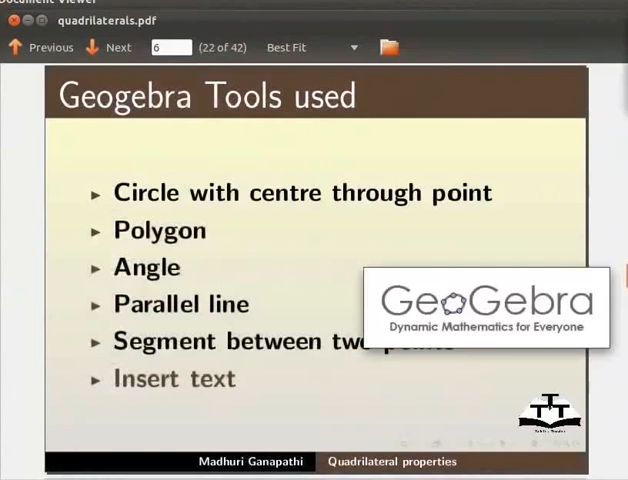 Document Viewer
quadrilaterals.pdf
Previous Next 6 (22 of 42) Best Fit
Geogebra Tools used
Circle with centre through point
Polygon
Angle
Parallel line
GeoGebra
Dynamic Mathematics for Everyone
Segment between two points
Insert text
Madhuri Ganapathi Quadrilateral properties